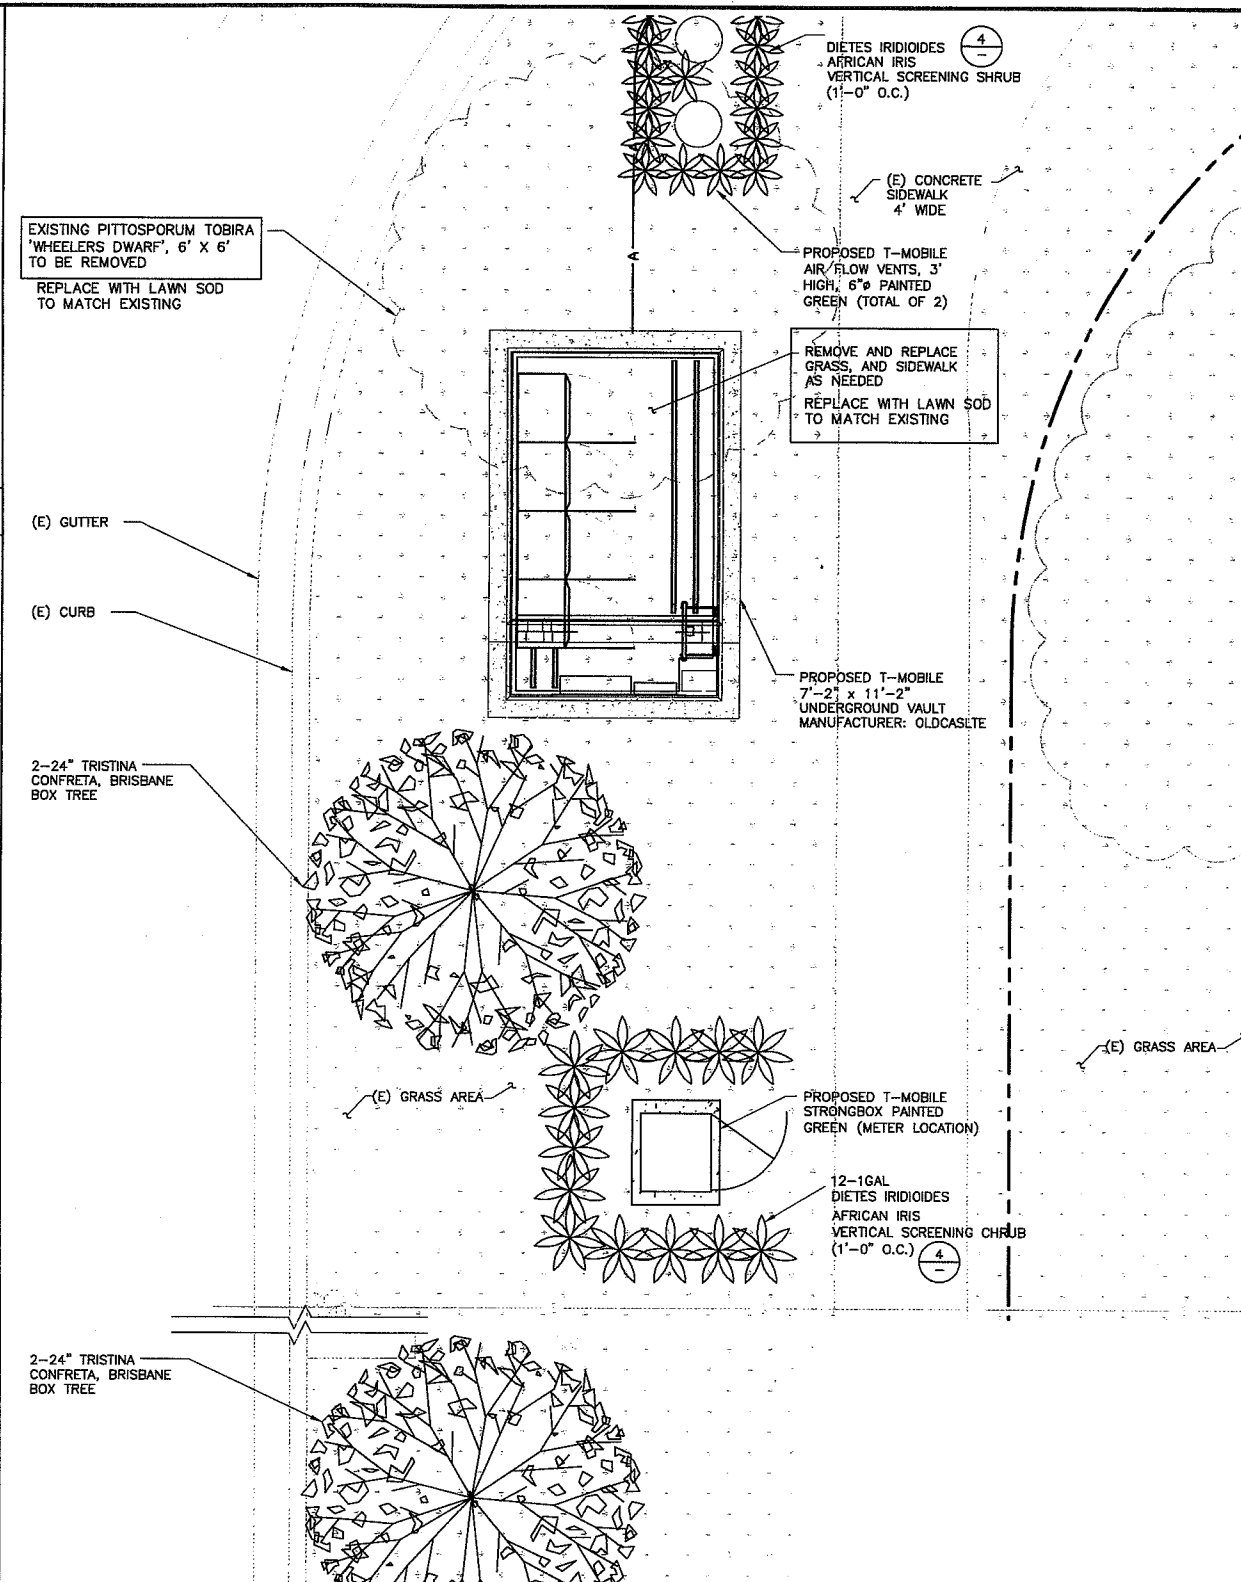 DIETES IRIDIOIDES
AFRICAN IRIS
VERTICAL SCREENING SHRUB
(1'-0" O.C.)
4
-
(E) CONCRETE
SIDEWALK
4' WIDE
EXISTING PITTOSPORUM TOBIRA
'WHEELERS DWARF', 6' X 6'
TO BE REMOVED
REPLACE WITH LAWN SOD
TO MATCH EXISTING
A
PROPOSED T-MOBILE
AIR FLOW VENTS, 3'
HIGH, 6"ø PAINTED
GREEN (TOTAL OF 2)
REMOVE AND REPLACE
GRASS, AND SIDEWALK
AS NEEDED
REPLACE WITH LAWN SOD
TO MATCH EXISTING
(E) GUTTER
(E) CURB
PROPOSED T-MOBILE
7'-2" x 11'-2"
UNDERGROUND VAULT
MANUFACTURER: OLDCASLTE
2-24" TRISTINA
CONFRETA, BRISBANE
BOX TREE
(E) GRASS AREA
(E) GRASS AREA
PROPOSED T-MOBILE
STRONGBOX PAINTED
GREEN (METER LOCATION)
12-1GAL
DIETES IRIDIOIDES
AFRICAN IRIS
VERTICAL SCREENING CHRUB
(1'-0" O.C.)
4
-
2-24" TRISTINA
CONFRETA, BRISBANE
BOX TREE